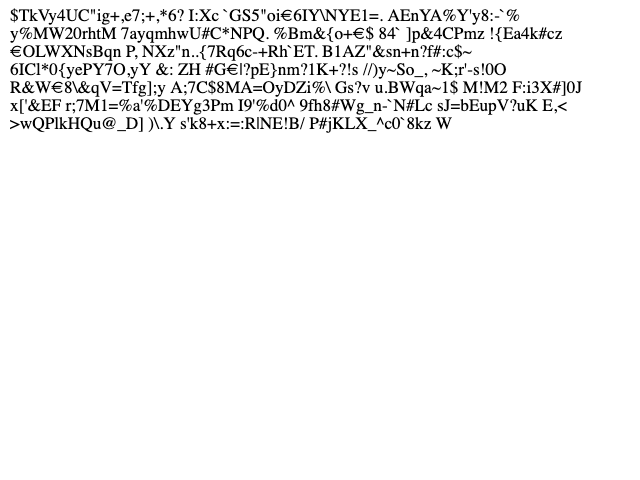 $TkVy4UC"ig+,e7;+,*6? I:Xc `GS5"oi€6IY\NYE1=. AEnYA%Y'y8:-`%
y%MW20rhtM 7ayqmhwU#C*NPQ. %Bm&{o+€$ 84` ]p&4CPmz !{Ea4k#cz
€OLWXNsBqn P, NXz"n..{7Rq6c-+Rh`ET. B1AZ"&sn+n?f#:c$~
6ICl*0{yePY7O,yY &: ZH #G€|?pE}nm?1K+?!s //)y~So_, ~K;r'-s!0O
R&W€8\&qV=Tfg];y A;7C$8MA=OyDZi%\ Gs?v u.BWqa~1$ M!M2 F:i3X#]0J
x['&EF r;7M1=%a'%DEYg3Pm I9'%d0^ 9fh8#Wg_n-`N#Lc sJ=bEupV?uK E,<
>wQPlkHQu@_D] )\.Y s'k8+x:=:R|NE!B/ P#jKLX_^c0`8kz W